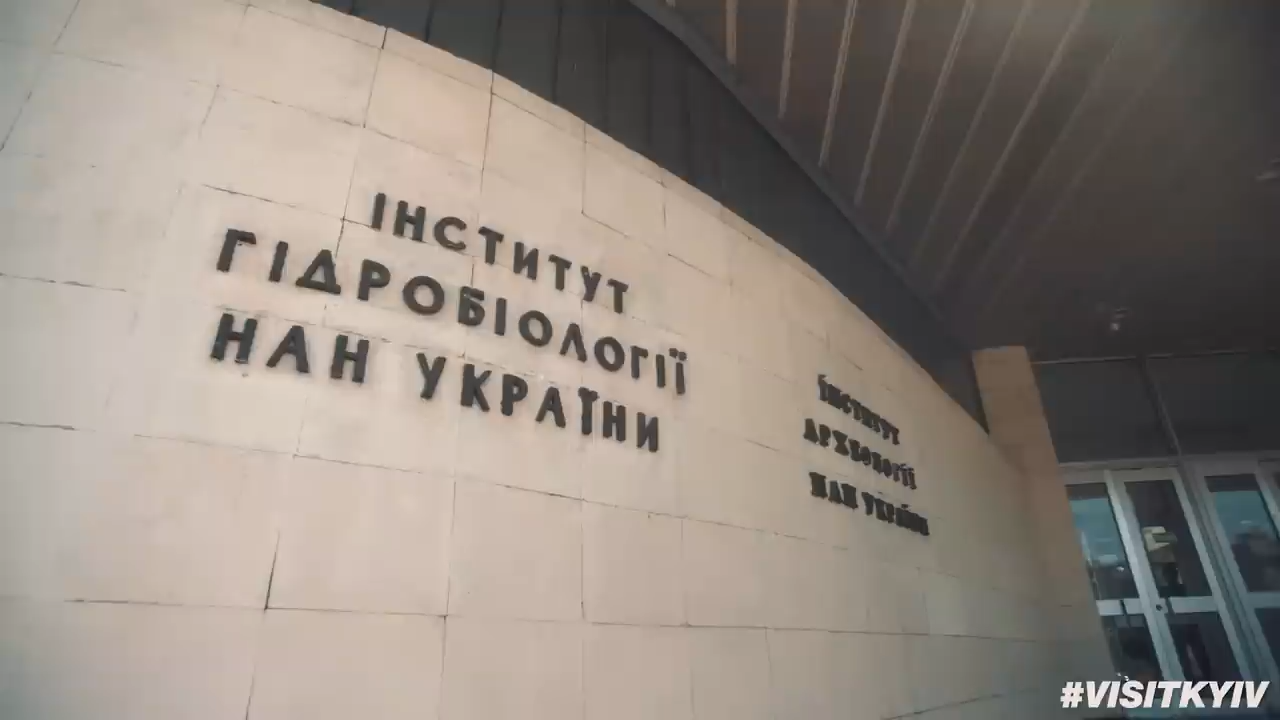 ІНСТИТУТ
ГІДРОБІОЛОГІЇ
НАН УКРАЇНИ
ІНСТИТУТ
АРХЕОЛОГІЇ
НАН УКРАЇНИ
#VISITKYIV